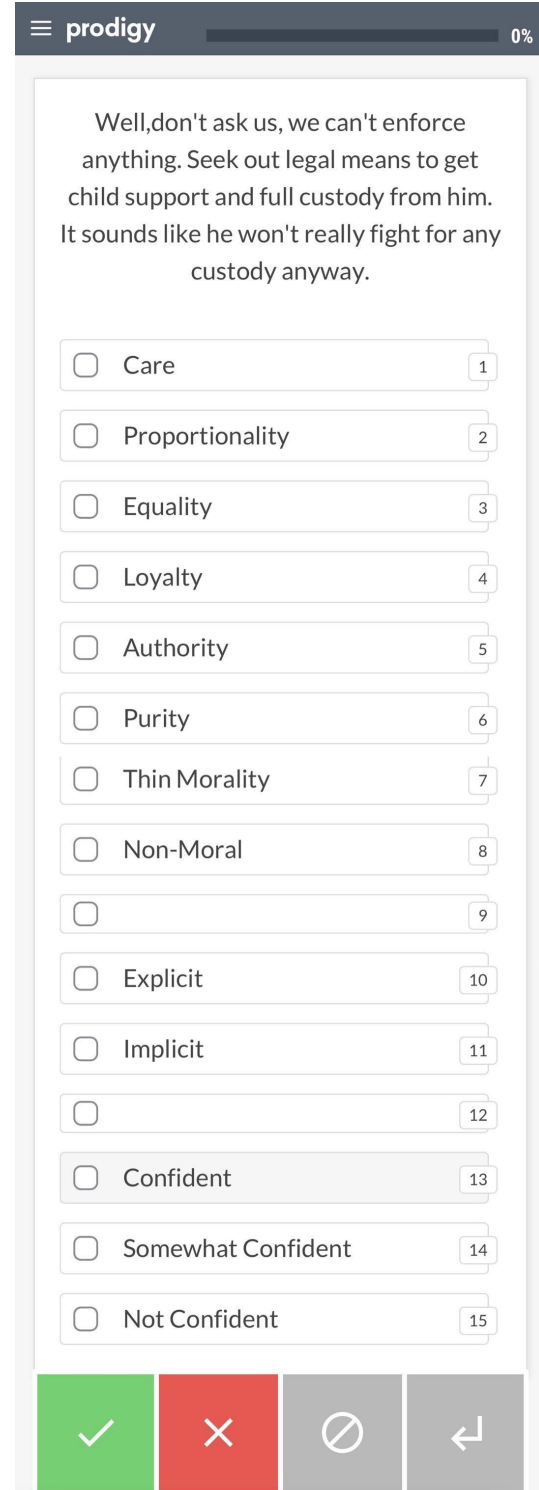 prodigy
0%
Well,don't ask us, we can't enforce
anything. Seek out legal means to get
child support and full custody from him.
It sounds like he won't really fight for any
custody anyway.
Care 1
Proportionality 2
Equality 3
Loyalty 4
Authority 5
Purity 6
Thin Morality 7
Non-Moral 8
9
Explicit 10
Implicit 11
12
Confident 13
Somewhat Confident 14
Not Confident 15